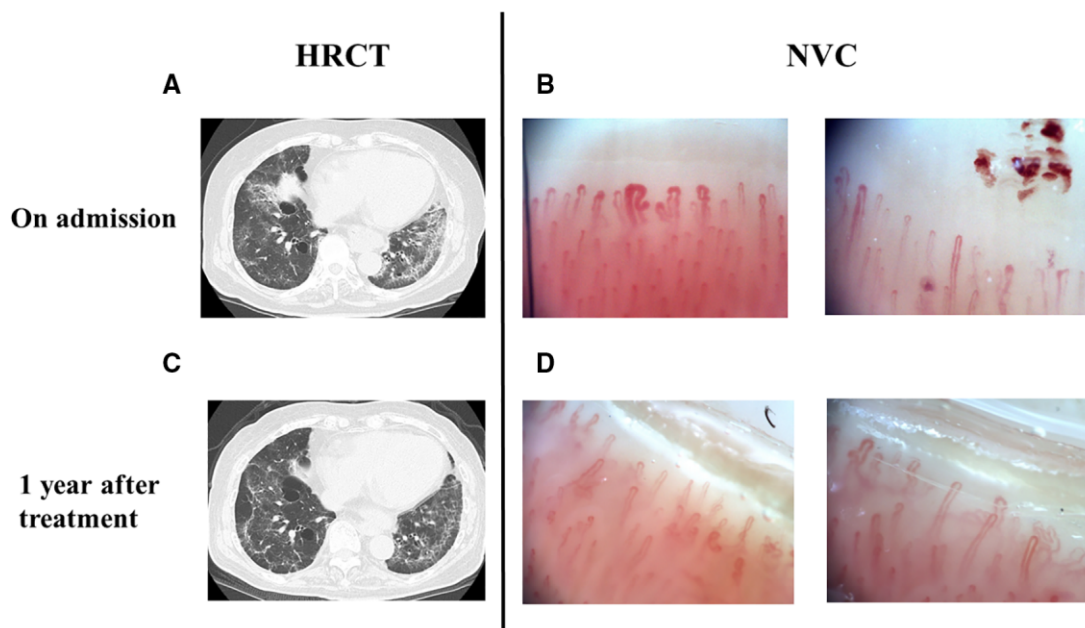 HRCT
NVC
A
B
On admission
C
D
1 year after
treatment